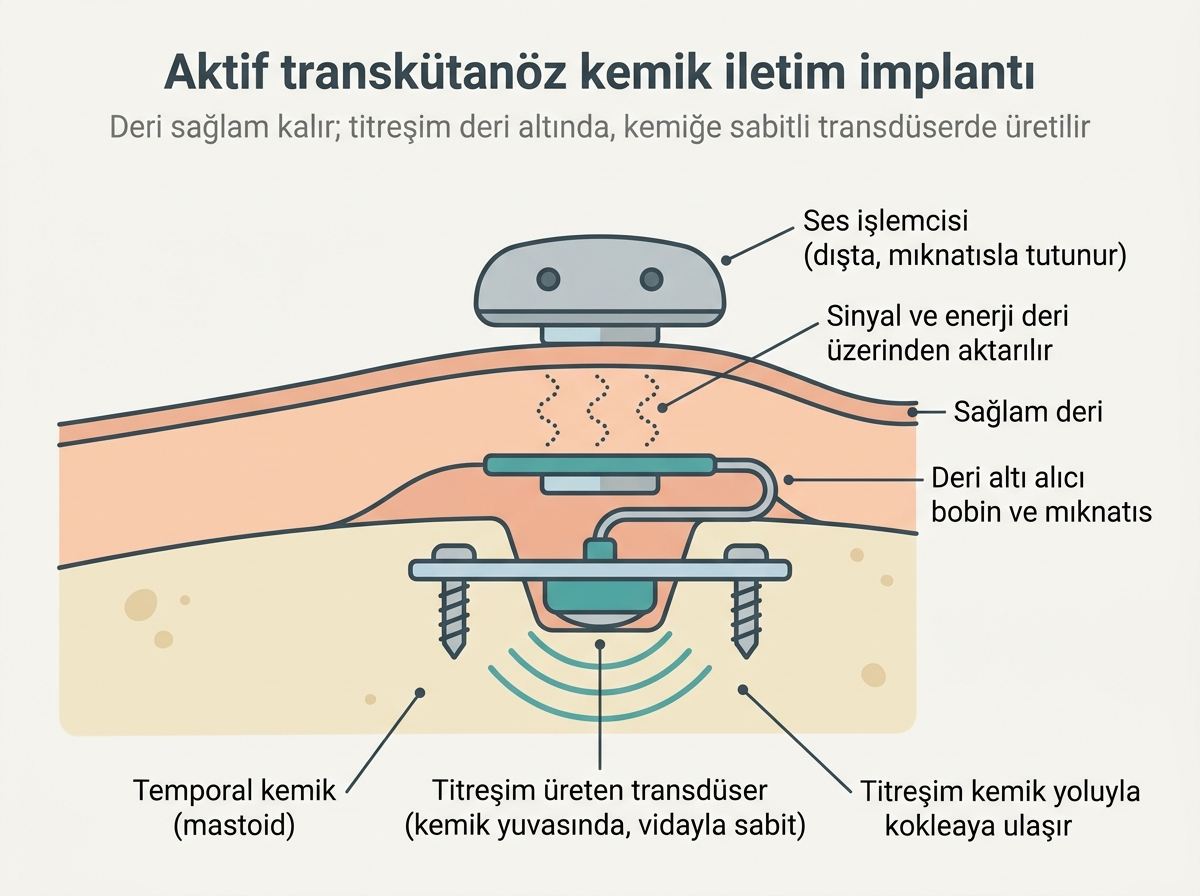 Aktif transkütanöz kemik iletim implantı
Deri sağlam kalır; titreşim deri altında, kemiğe sabitli transdüserde üretilir
Ses işlemcisi
(dışta, mıknatısla tutunur)
Sinyal ve enerji deri
üzerinden aktarılır
Sağlam deri
Deri altı alıcı
bobin ve mıknatıs
Temporal kemik
(mastoid)
Titreşim üreten transdüser
(kemik yuvasında, vidayla sabit)
Titreşim kemik yoluyla
kokleaya ulaşır